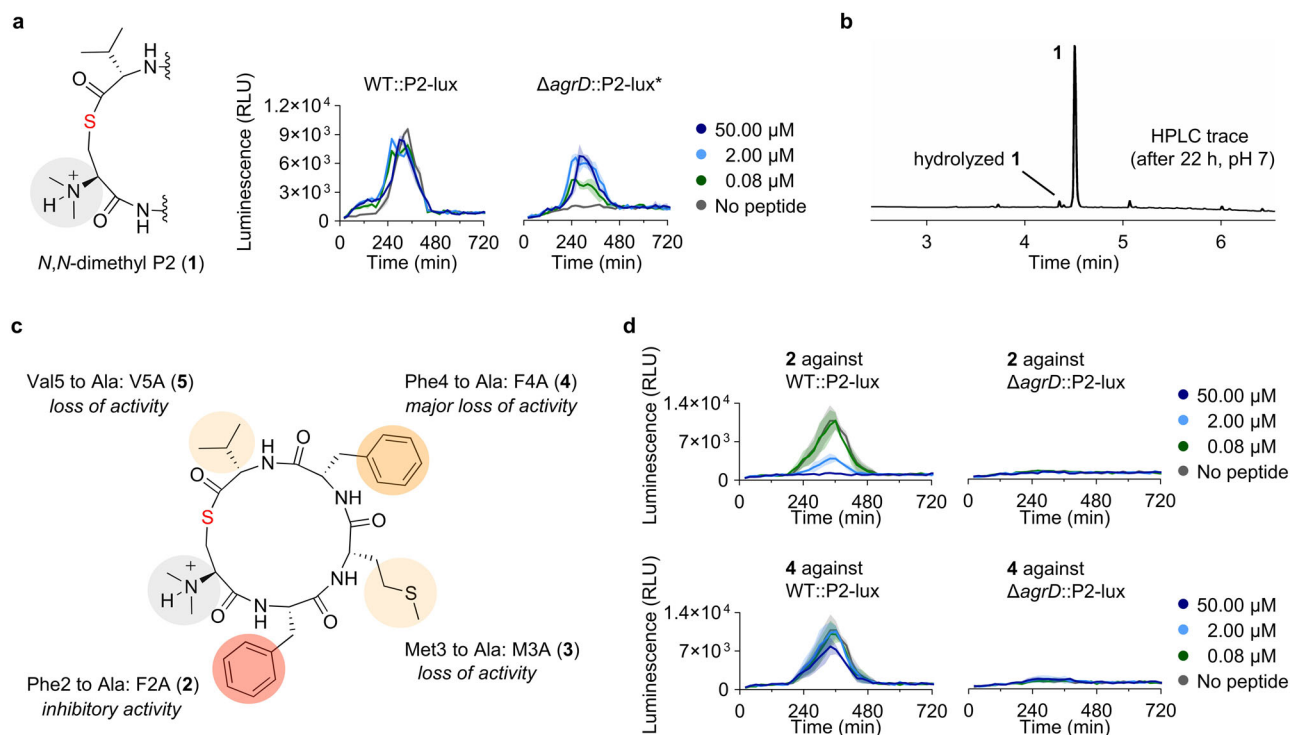 a
H
N
O
S
+
N
H
O
N
H
N,N-dimethyl P2 (1)
WT::P2-lux
ΔagrD::P2-lux*
Luminescence (RLU)
1.2×10⁴
9×10³
6×10³
3×10³
0
0 240 480 720
Time (min)
0 240 480 720
Time (min)
50.00 µM
2.00 µM
0.08 µM
No peptide
b
1
HPLC trace
(after 22 h, pH 7)
hydrolyzed 1
3 4 5 6
Time (min)
c
Val5 to Ala: V5A (5)
loss of activity
Phe4 to Ala: F4A (4)
major loss of activity
H
N
O
O
S
NH
O
+
N
H
O
H
N
O
NH
S
Met3 to Ala: M3A (3)
loss of activity
Phe2 to Ala: F2A (2)
inhibitory activity
d
2 against
WT::P2-lux
2 against
ΔagrD::P2-lux
Luminescence (RLU)
1.4×10⁴
7×10³
0
0 240 480 720
Time (min)
0 240 480 720
Time (min)
50.00 µM
2.00 µM
0.08 µM
No peptide
4 against
WT::P2-lux
4 against
ΔagrD::P2-lux
Luminescence (RLU)
1.4×10⁴
7×10³
0
0 240 480 720
Time (min)
0 240 480 720
Time (min)
50.00 µM
2.00 µM
0.08 µM
No peptide